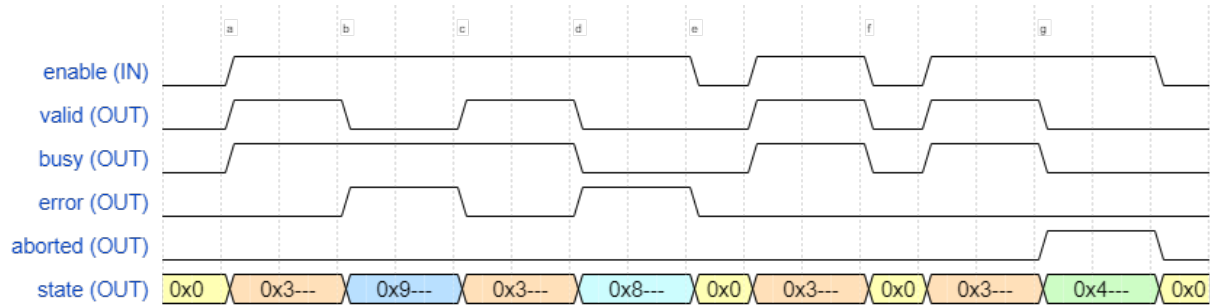 a b c d e f g
enable (IN)
valid (OUT)
busy (OUT)
error (OUT)
aborted (OUT)
state (OUT) 0x0 0x3--- 0x9--- 0x3--- 0x8--- 0x0 0x3--- 0x0 0x3--- 0x4--- 0x0